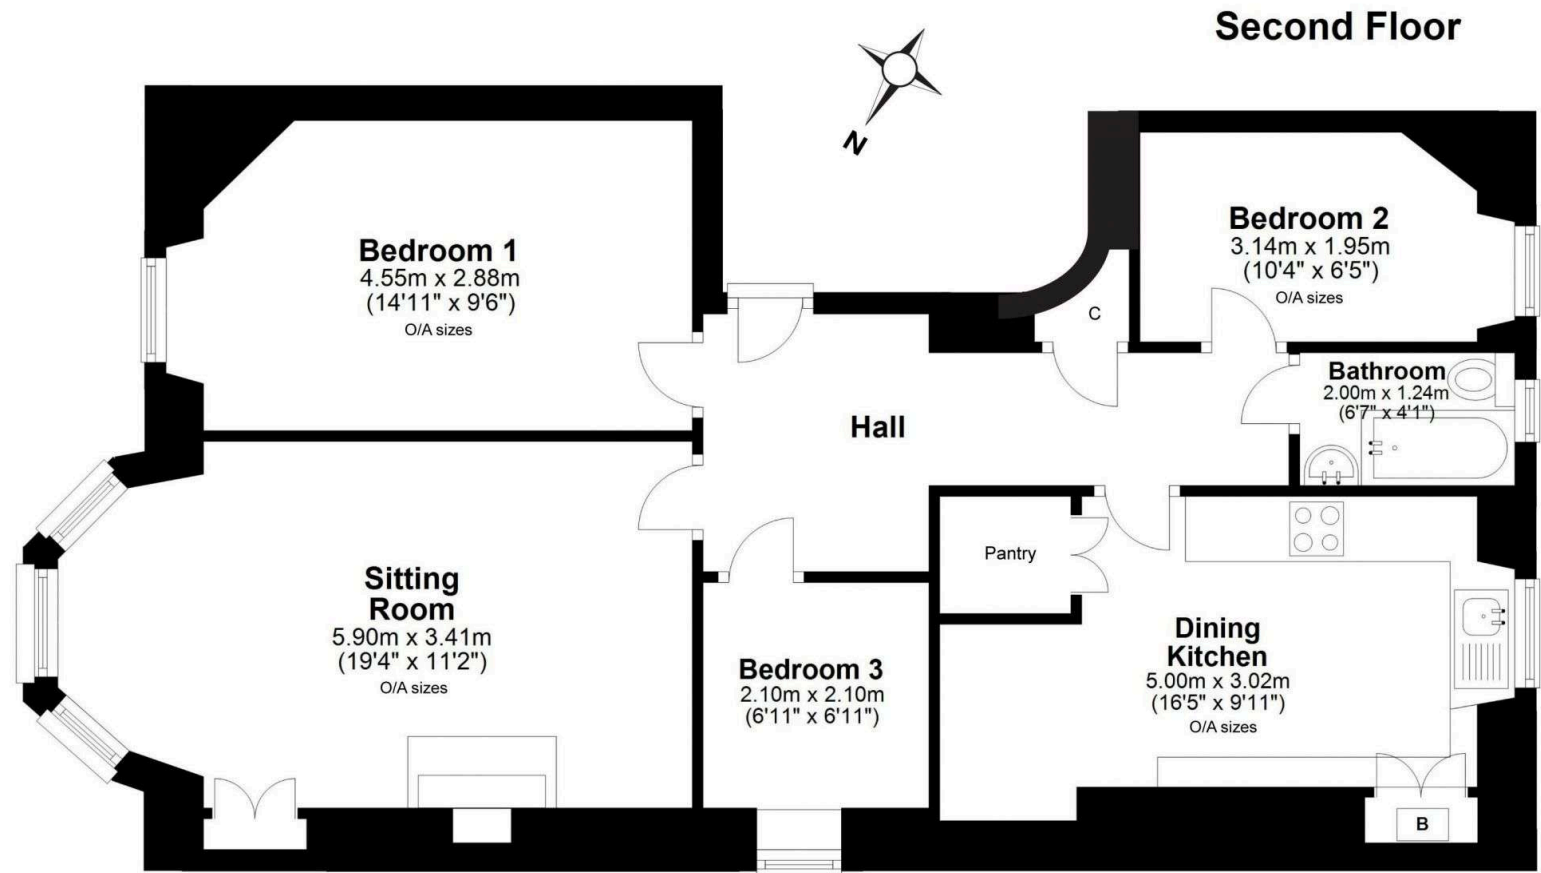 Second Floor
N
Bedroom 1
4.55m x 2.88m
(14'11" x 9'6")
O/A sizes
Bedroom 2
3.14m x 1.95m
(10'4" x 6'5")
O/A sizes
C
Bathroom
2.00m x 1.24m
(6'7" x 4'1")
Hall
Pantry
Sitting
Room
5.90m x 3.41m
(19'4" x 11'2")
O/A sizes
Bedroom 3
2.10m x 2.10m
(6'11" x 6'11")
Dining
Kitchen
5.00m x 3.02m
(16'5" x 9'11")
O/A sizes
B